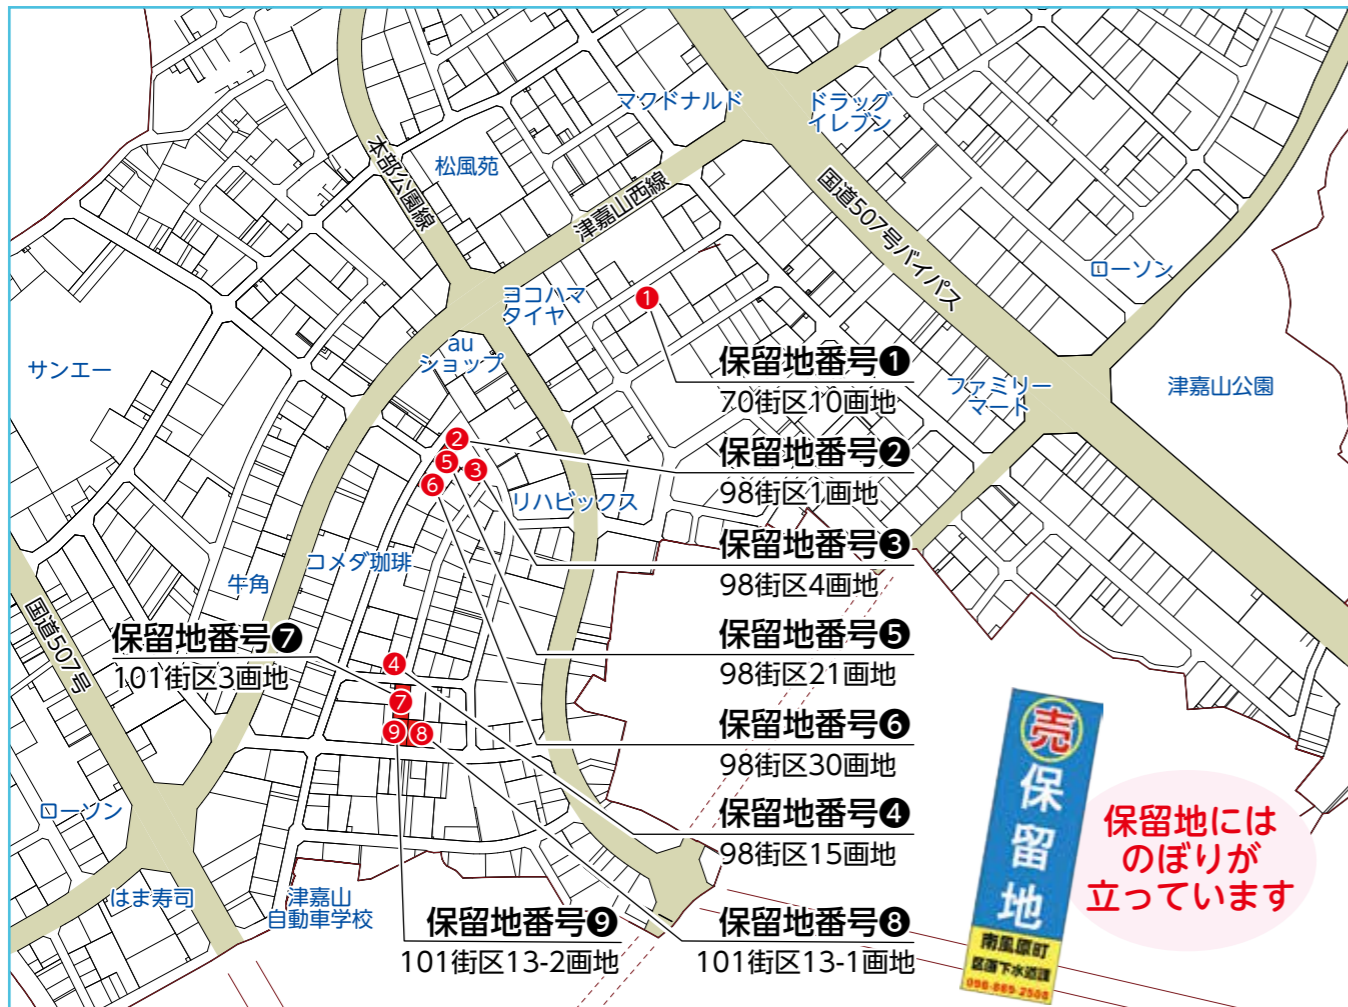 マクドナルド
ドラッグ
イレブン
本部公園線
松風苑
津嘉山西線
国道507号バイパス
ローソン
ヨコハマ
タイヤ
❶
au
ショップ
サンエー
保留地番号❶
70街区10画地
ファミリー
マート
津嘉山公園
❷
❺
❸
❻
保留地番号❷
98街区1画地
リハビックス
保留地番号❸
98街区4画地
コメダ珈琲
牛角
国道507号
保留地番号❼
101街区3画地
❹
❼
❾
❽
保留地番号❺
98街区21画地
保留地番号❻
98街区30画地
保留地番号❹
98街区15画地
ローソン
はま寿司
津嘉山
自動車学校
保留地番号❾
101街区13-2画地
保留地番号❽
101街区13-1画地
売
保留地
南風原町
区画下水道課
098-889-2506
保留地には
のぼりが
立っています